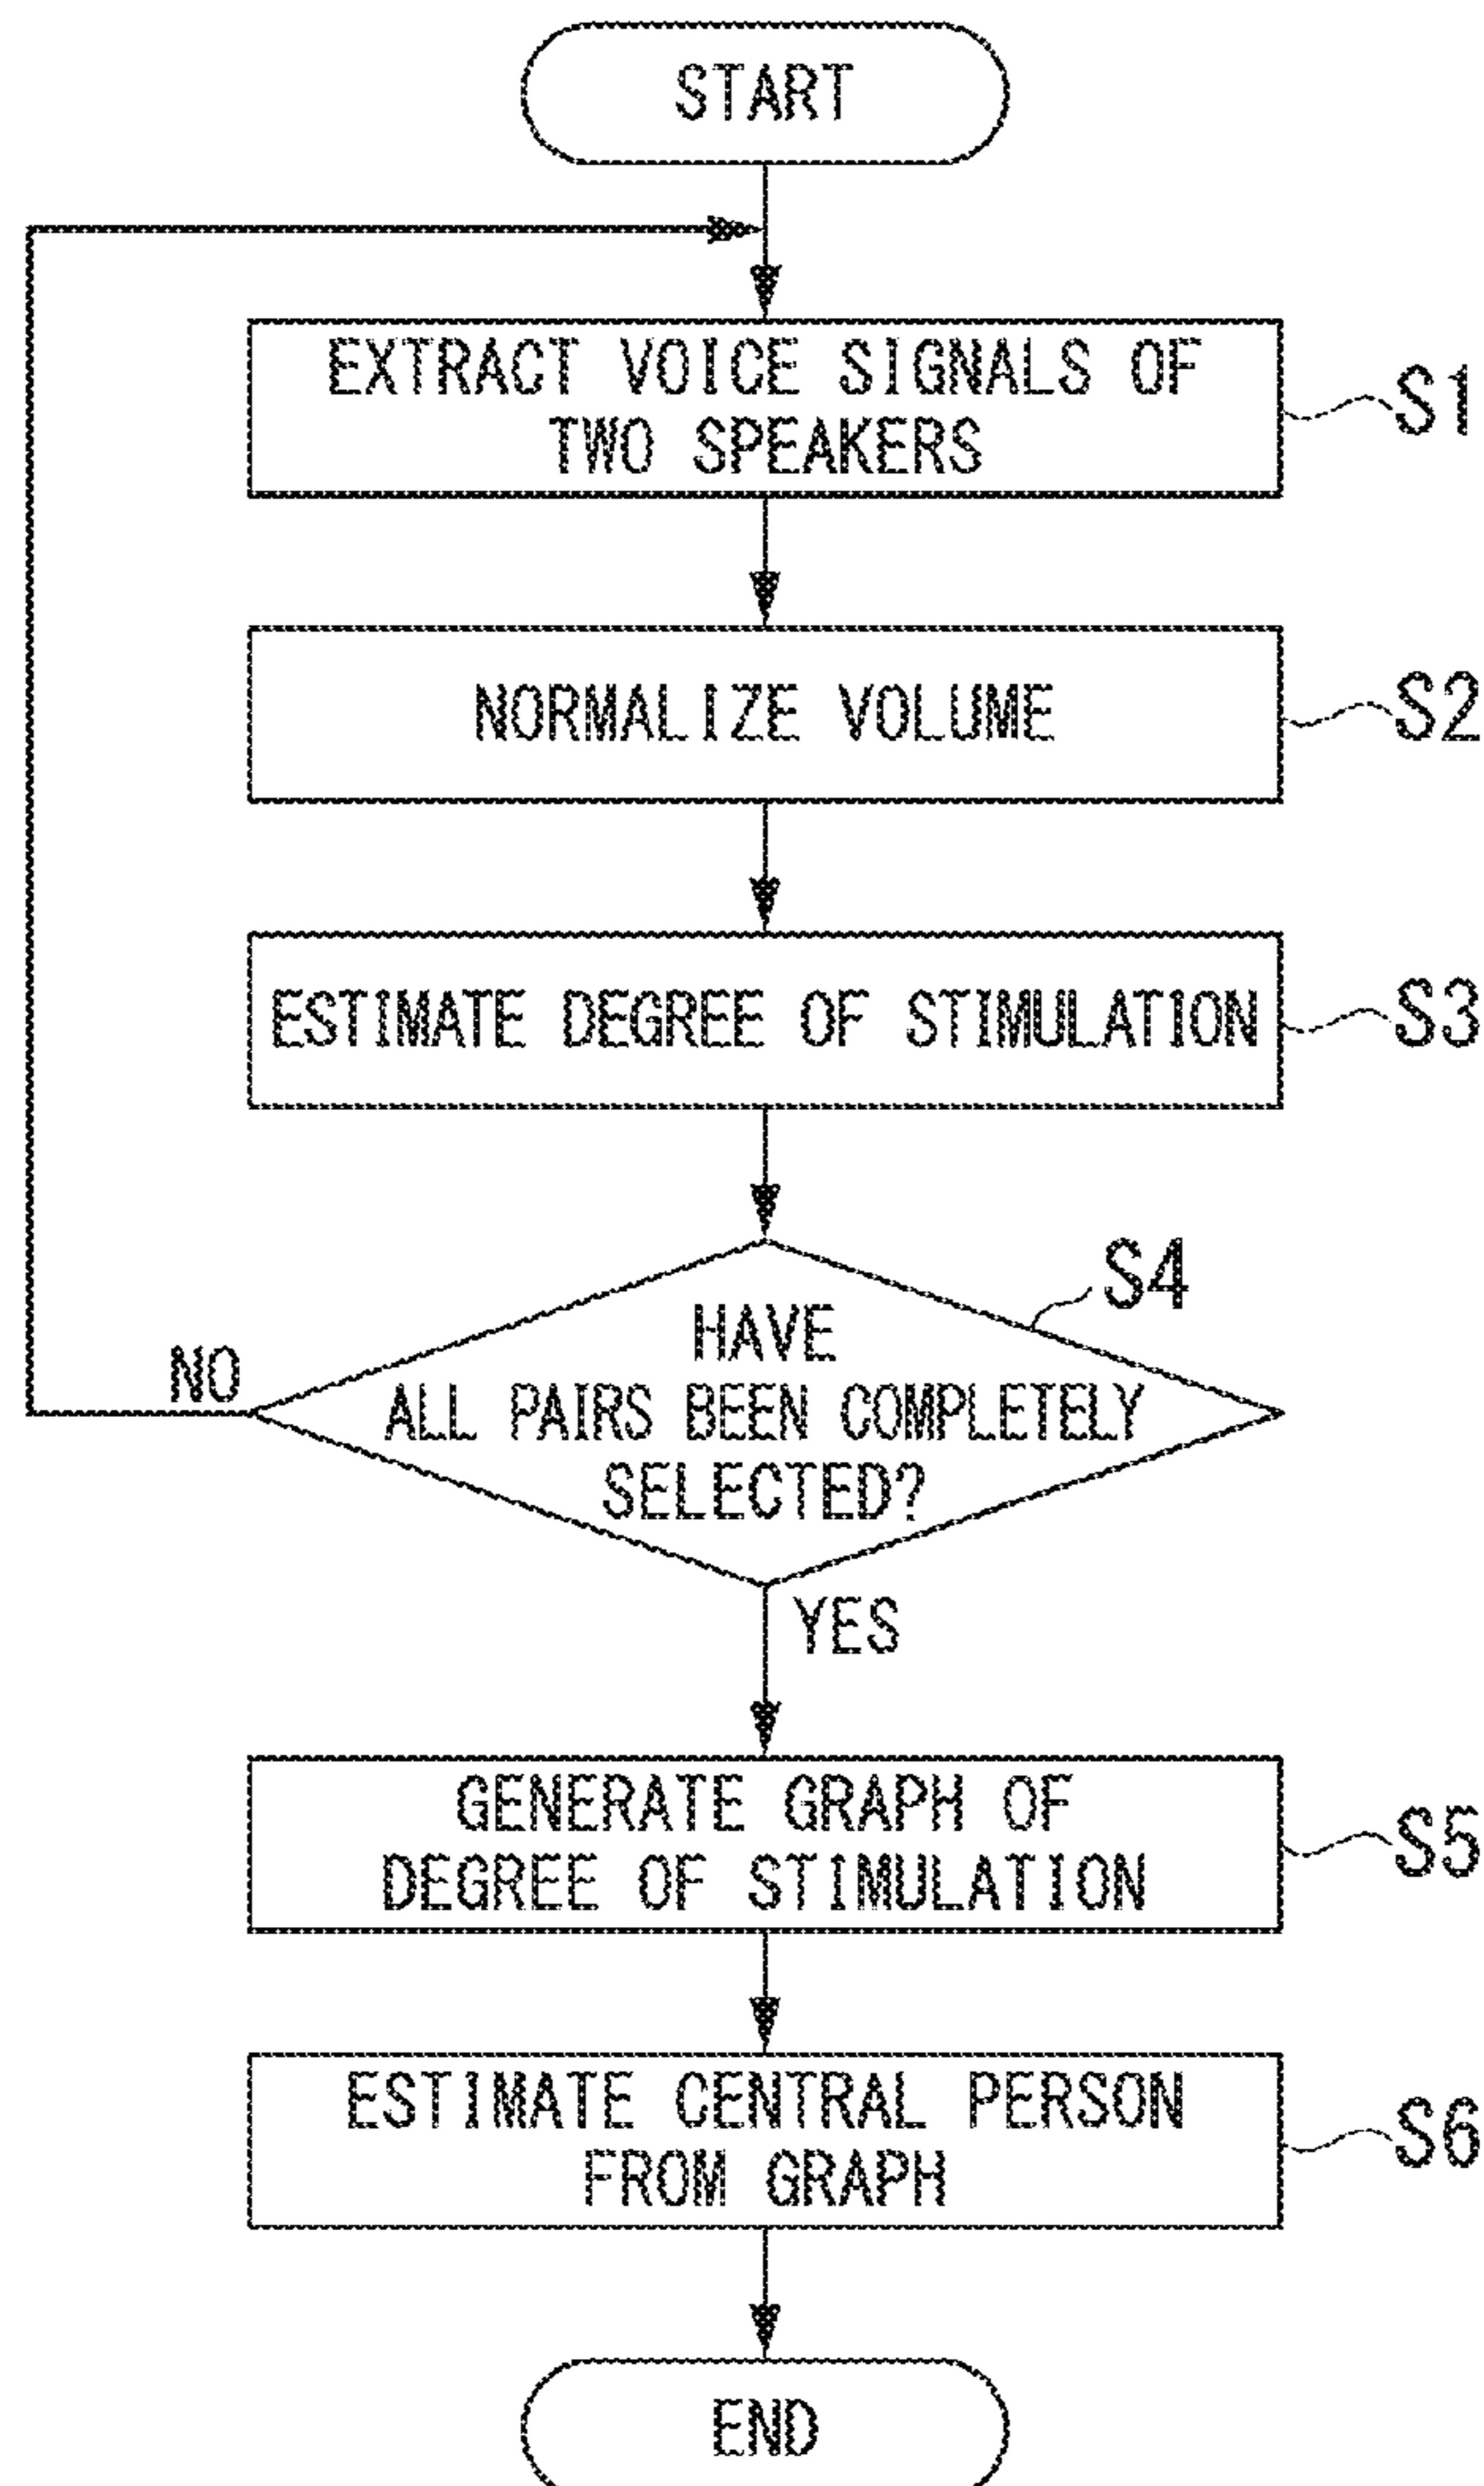 START
EXTRACT VOICE SIGNALS OF
TWO SPEAKERS
S1
NORMALIZE VOLUME
S2
ESTIMATE DEGREE OF STIMULATION
S3
S4
HAVE
ALL PAIRS BEEN COMPLETELY
SELECTED?
NO
YES
GENERATE GRAPH OF
DEGREE OF STIMULATION
S5
ESTIMATE CENTRAL PERSON
FROM GRAPH
S6
END